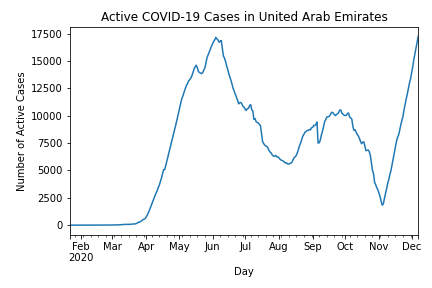 Active COVID-19 Cases in United Arab Emirates
Number of Active Cases
17500
15000
12500
10000
7500
5000
2500
0
Feb Mar Apr May Jun Jul Aug Sep Oct Nov Dec
2020
Day